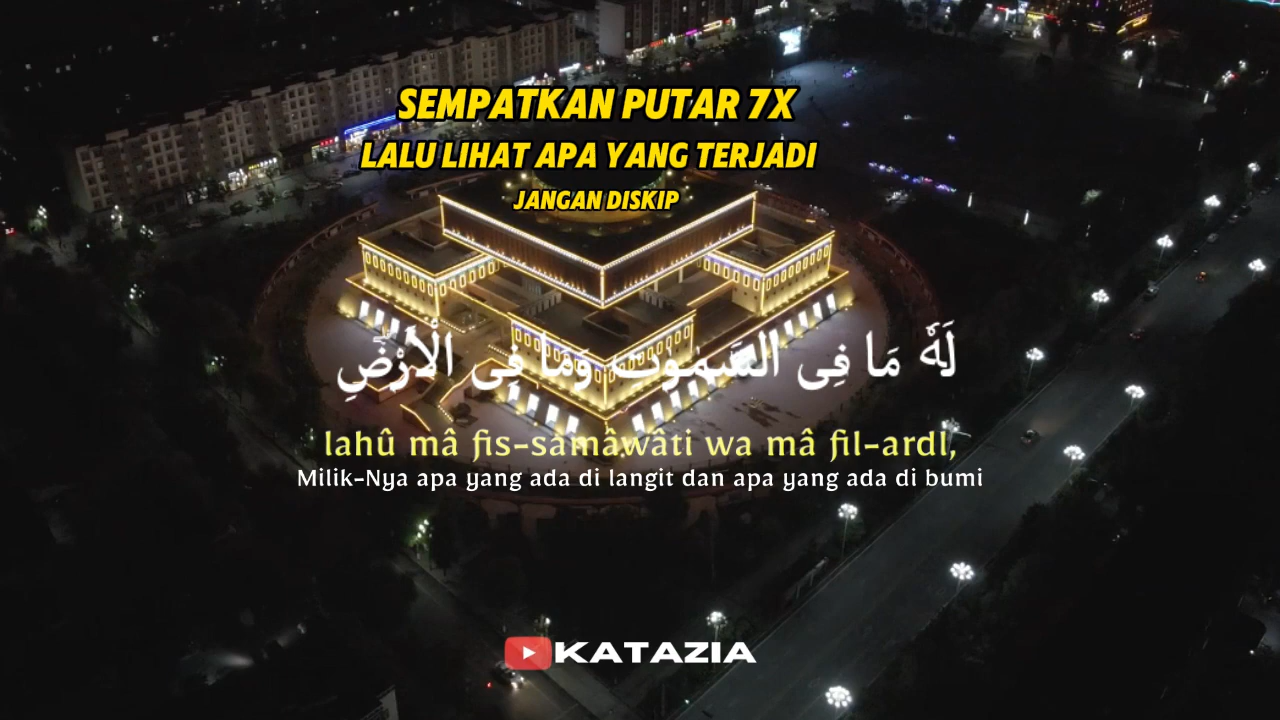 SEMPATKAN PUTAR 7X
LALU LIHAT APA YANG TERJADI
JANGAN DISKIP
لَهٗ مَا فِى السَّمٰوٰتِ وَمَا فِى الْاَرْضِ
lahû mâ fis-samâwâti wa mâ fil-ardl,
Milik-Nya apa yang ada di langit dan apa yang ada di bumi
KATAZIA